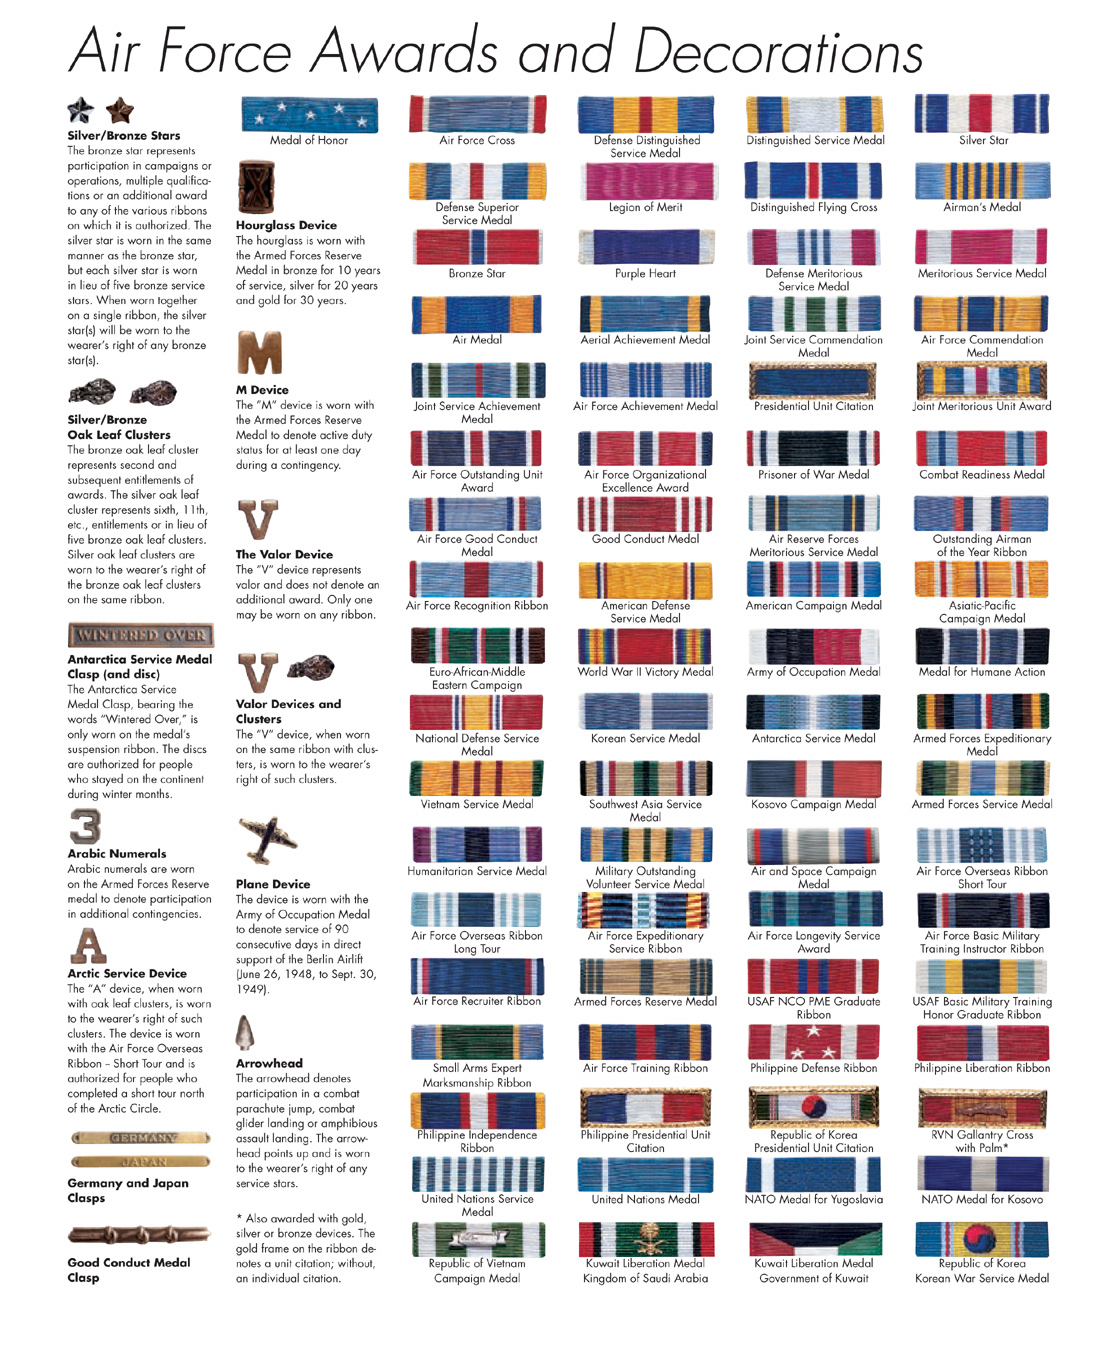 Air Force Awards and Decorations
Silver/Bronze Stars
The bronze star represents
participation in campaigns or
operations, multiple qualifica-
tions or an additional award
to any of the various ribbons
on which it is authorized. The
silver star is worn in the same
manner as the bronze star,
but each silver star is worn
in lieu of five bronze service
stars. When worn together
on a single ribbon, the silver
star(s) will be worn to the
wearer's right of any bronze
star(s).
Silver/Bronze
Oak Leaf Clusters
The bronze oak leaf cluster
represents second and
subsequent entitlements of
awards. The silver oak leaf
cluster represents sixth, 11th,
etc., entitlements or in lieu of
five bronze oak leaf clusters.
Silver oak leaf clusters are
worn to the wearer's right of
the bronze oak leaf clusters
on the same ribbon.
WINTERED OVER
Antarctica Service Medal
Clasp (and disc)
The Antarctica Service
Medal Clasp, bearing the
words "Wintered Over," is
only worn on the medal's
suspension ribbon. The discs
are authorized for people
who stayed on the continent
during winter months.
3
Arabic Numerals
Arabic numerals are worn
on the Armed Forces Reserve
medal to denote participation
in additional contingencies.
A
Arctic Service Device
The "A" device, when worn
with oak leaf clusters, is worn
to the wearer's right of such
clusters. The device is worn
with the Air Force Overseas
Ribbon – Short Tour and is
authorized for people who
completed a short tour north
of the Arctic Circle.
GERMANY
JAPAN
Germany and Japan
Clasps
Good Conduct Medal
Clasp
Medal of Honor
Hourglass Device
The hourglass is worn with
the Armed Forces Reserve
Medal in bronze for 10 years
of service, silver for 20 years
and gold for 30 years.
M
M Device
The "M" device is worn with
the Armed Forces Reserve
Medal to denote active duty
status for at least one day
during a contingency.
V
The Valor Device
The "V" device represents
valor and does not denote an
additional award. Only one
may be worn on any ribbon.
V
Valor Devices and
Clusters
The "V" device, when worn
on the same ribbon with clus-
ters, is worn to the wearer's
right of such clusters.
Plane Device
The device is worn with the
Army of Occupation Medal
to denote service of 90
consecutive days in direct
support of the Berlin Airlift
(June 26, 1948, to Sept. 30,
1949).
Arrowhead
The arrowhead denotes
participation in a combat
parachute jump, combat
glider landing or amphibious
assault landing. The arrow-
head points up and is worn
to the wearer's right of any
service stars.
* Also awarded with gold,
silver or bronze devices. The
gold frame on the ribbon de-
notes a unit citation; without,
an individual citation.
Air Force Cross
Defense Distinguished
Service Medal
Distinguished Service Medal
Silver Star
Defense Superior
Service Medal
Legion of Merit
Distinguished Flying Cross
Airman's Medal
Bronze Star
Purple Heart
Defense Meritorious
Service Medal
Meritorious Service Medal
Air Medal
Aerial Achievement Medal
Joint Service Commendation
Medal
Air Force Commendation
Medal
Joint Service Achievement
Medal
Air Force Achievement Medal
Presidential Unit Citation
Joint Meritorious Unit Award
Air Force Outstanding Unit
Award
Air Force Organizational
Excellence Award
Prisoner of War Medal
Combat Readiness Medal
Air Force Good Conduct
Medal
Good Conduct Medal
Air Reserve Forces
Meritorious Service Medal
Outstanding Airman
of the Year Ribbon
Air Force Recognition Ribbon
American Defense
Service Medal
American Campaign Medal
Asiatic-Pacific
Campaign Medal
Euro-African-Middle
Eastern Campaign
World War II Victory Medal
Army of Occupation Medal
Medal for Humane Action
National Defense Service
Medal
Korean Service Medal
Antarctica Service Medal
Armed Forces Expeditionary
Medal
Vietnam Service Medal
Southwest Asia Service
Medal
Kosovo Campaign Medal
Armed Forces Service Medal
Humanitarian Service Medal
Military Outstanding
Volunteer Service Medal
Air and Space Campaign
Medal
Air Force Overseas Ribbon
Short Tour
Air Force Overseas Ribbon
Long Tour
Air Force Expeditionary
Service Ribbon
Air Force Longevity Service
Award
Air Force Basic Military
Training Instructor Ribbon
Air Force Recruiter Ribbon
Armed Forces Reserve Medal
USAF NCO PME Graduate
Ribbon
USAF Basic Military Training
Honor Graduate Ribbon
Small Arms Expert
Marksmanship Ribbon
Air Force Training Ribbon
Philippine Defense Ribbon
Philippine Liberation Ribbon
Philippine Independence
Ribbon
Philippine Presidential Unit
Citation
Republic of Korea
Presidential Unit Citation
RVN Gallantry Cross
with Palm*
United Nations Service
Medal
United Nations Medal
NATO Medal for Yugoslavia
NATO Medal for Kosovo
Republic of Vietnam
Campaign Medal
Kuwait Liberation Medal
Kingdom of Saudi Arabia
Kuwait Liberation Medal
Government of Kuwait
Republic of Korea
Korean War Service Medal